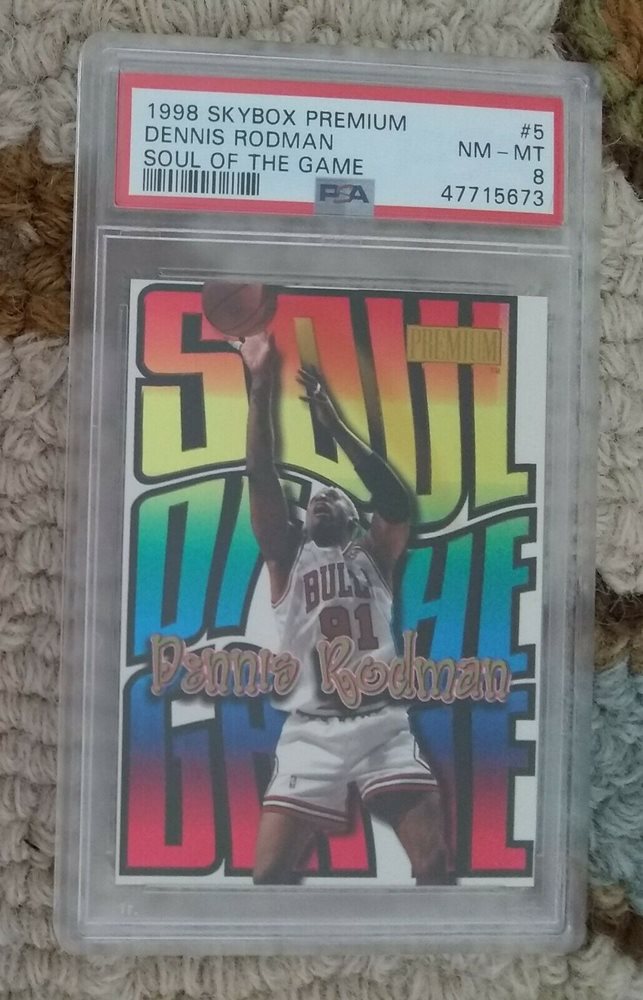 1998 SKYBOX PREMIUM #5
DENNIS RODMAN NM - MT
SOUL OF THE GAME 8
PSA 47715673
SOUL
PREMIUM
OF THE
BULLS
91
Dennis Rodman
GAME